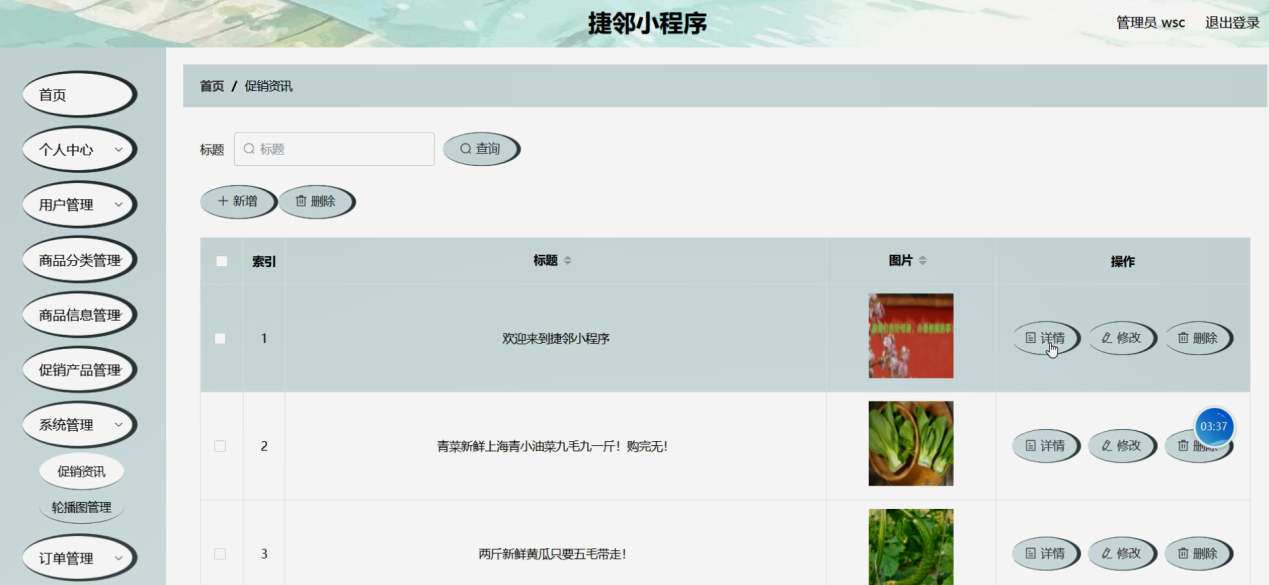 捷邻小程序
管理员 wsc 退出登录
首页
个人中心
用户管理
商品分类管理
商品信息管理
促销产品管理
系统管理
促销资讯
轮播图管理
订单管理
首页 / 促销资讯
标题 标题 查询
新增 删除
索引 标题 图片 操作
1 欢迎来到捷邻小程序 详情 修改 删除
2 青菜新鲜上海青小油菜九毛九一斤！购完无！ 详情 修改 删除
03:37
3 两斤新鲜黄瓜只要五毛带走！ 详情 修改 删除